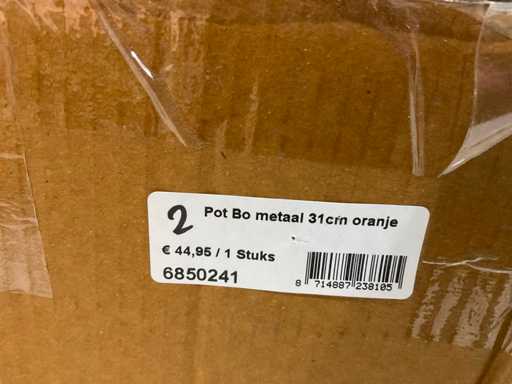 2
Pot Bo metaal 31cm oranje
€ 44,95 / 1 Stuks
6850241
8 714887 238105